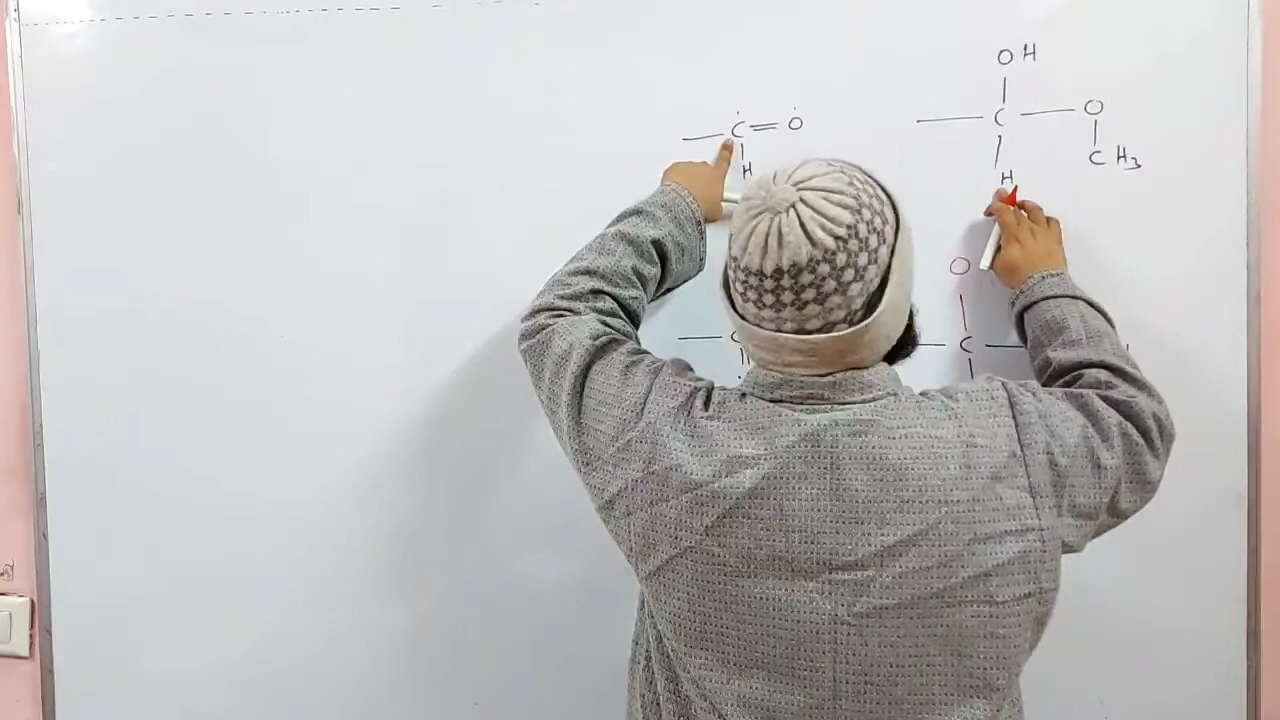 OH
—C=O —C—O
H H CH3
O
—C —C—